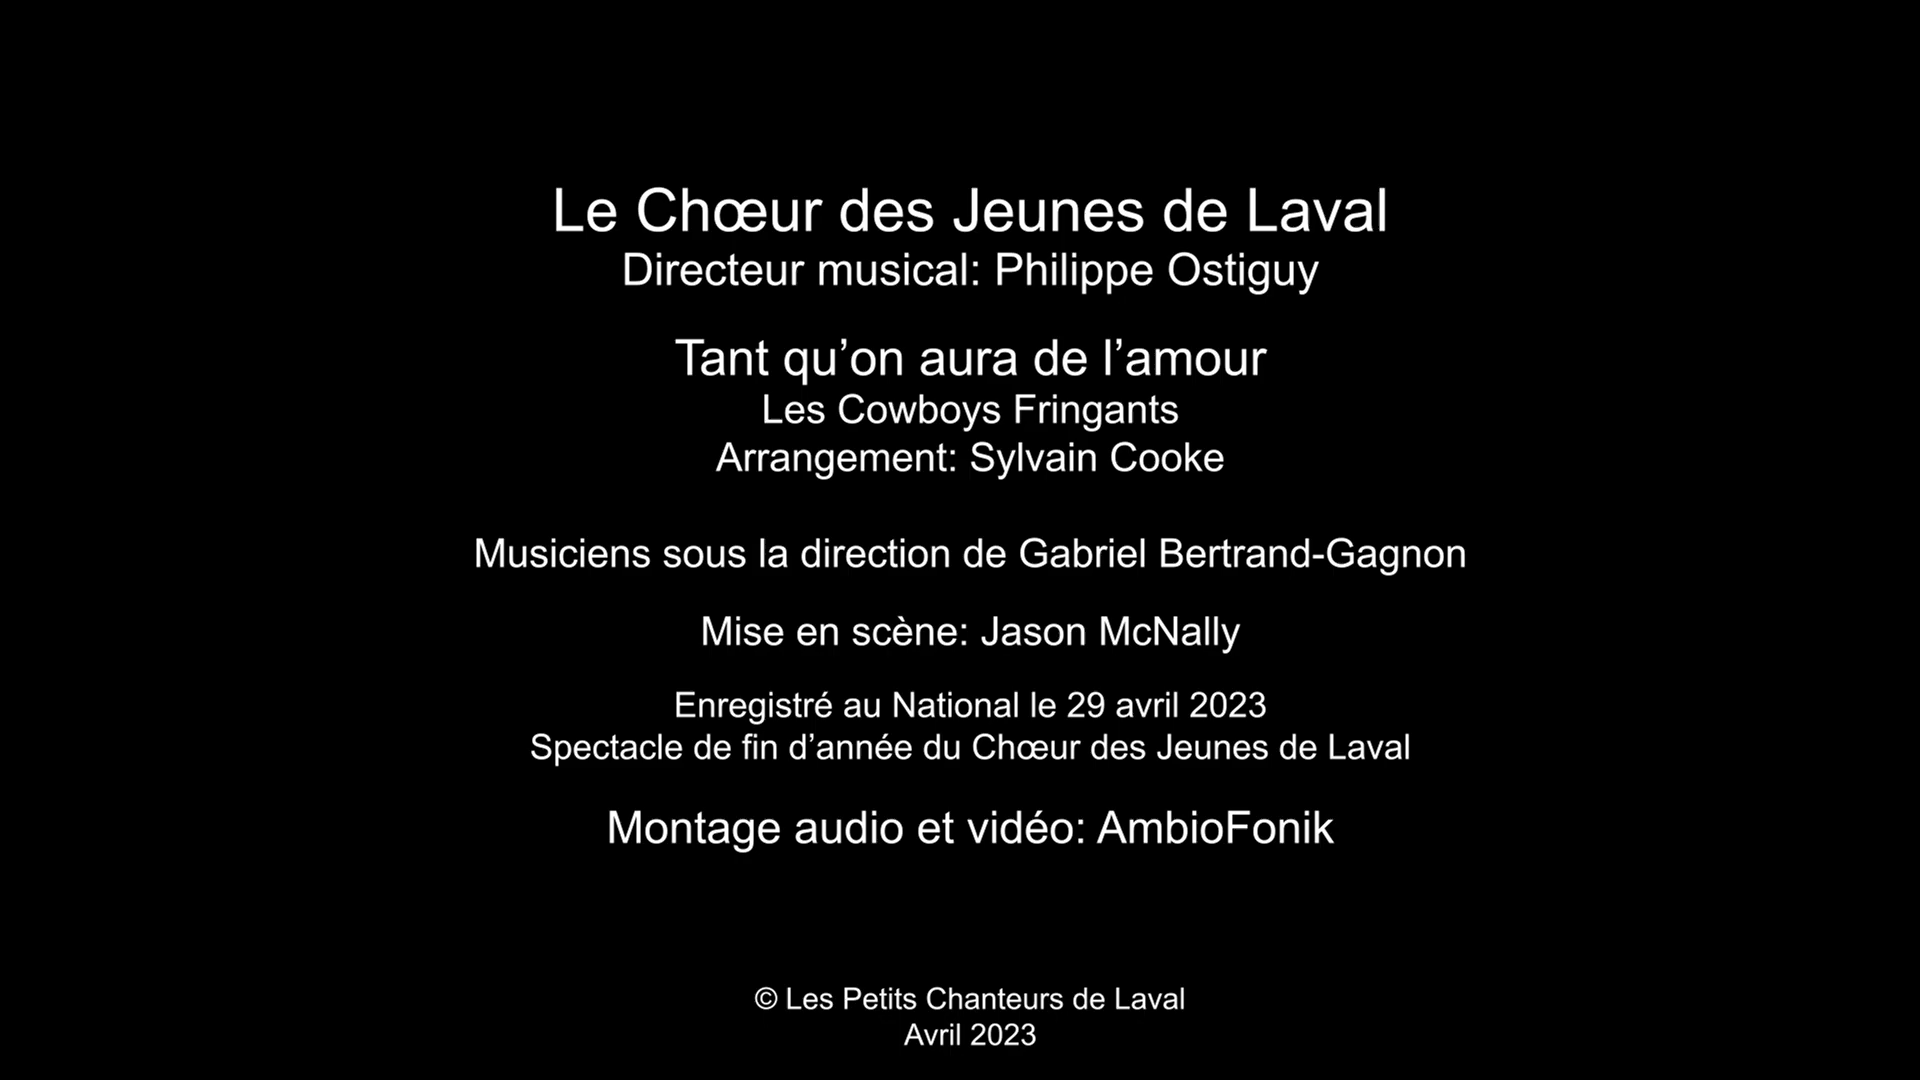 Le Chœur des Jeunes de Laval
Directeur musical: Philippe Ostiguy
Tant qu’on aura de l’amour
Les Cowboys Fringants
Arrangement: Sylvain Cooke
Musiciens sous la direction de Gabriel Bertrand-Gagnon
Mise en scène: Jason McNally
Enregistré au National le 29 avril 2023
Spectacle de fin d’année du Chœur des Jeunes de Laval
Montage audio et vidéo: AmbioFonik
© Les Petits Chanteurs de Laval
Avril 2023